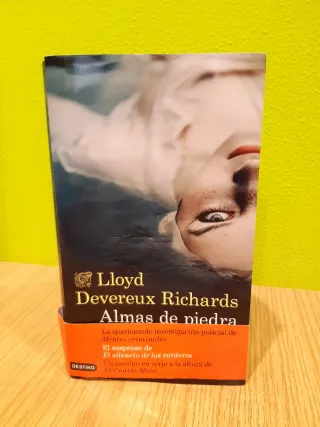 Lloyd
Devereux Richards
Almas de piedra
La apasionante investigación policial de
Mentes criminales
El suspense de
El silencio de los corderos
Un asesino en serie a la altura de
El Cuarto Mono
DESTINO